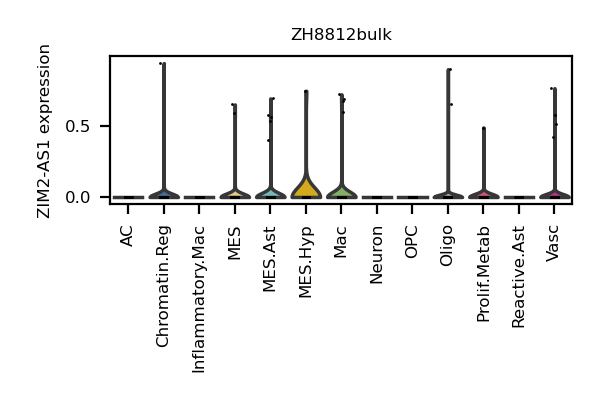 ZH8812bulk
ZIM2-AS1 expression
0.5
0.0
AC
Chromatin.Reg
Inflammatory.Mac
MES
MES.Ast
MES.Hyp
Mac
Neuron
OPC
Oligo
Prolif.Metab
Reactive.Ast
Vasc